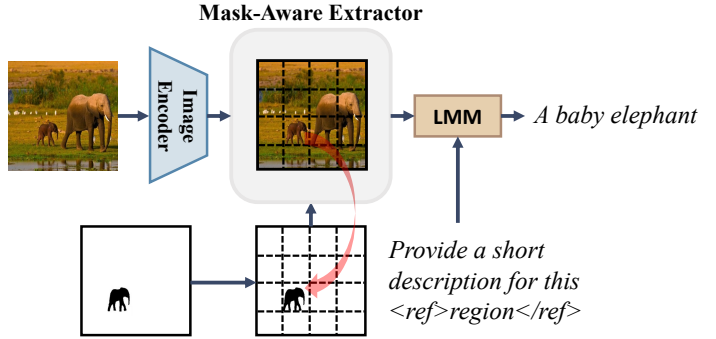 Mask-Aware Extractor
Image
Encoder
LMM
A baby elephant
Provide a short
description for this
<ref>region</ref>